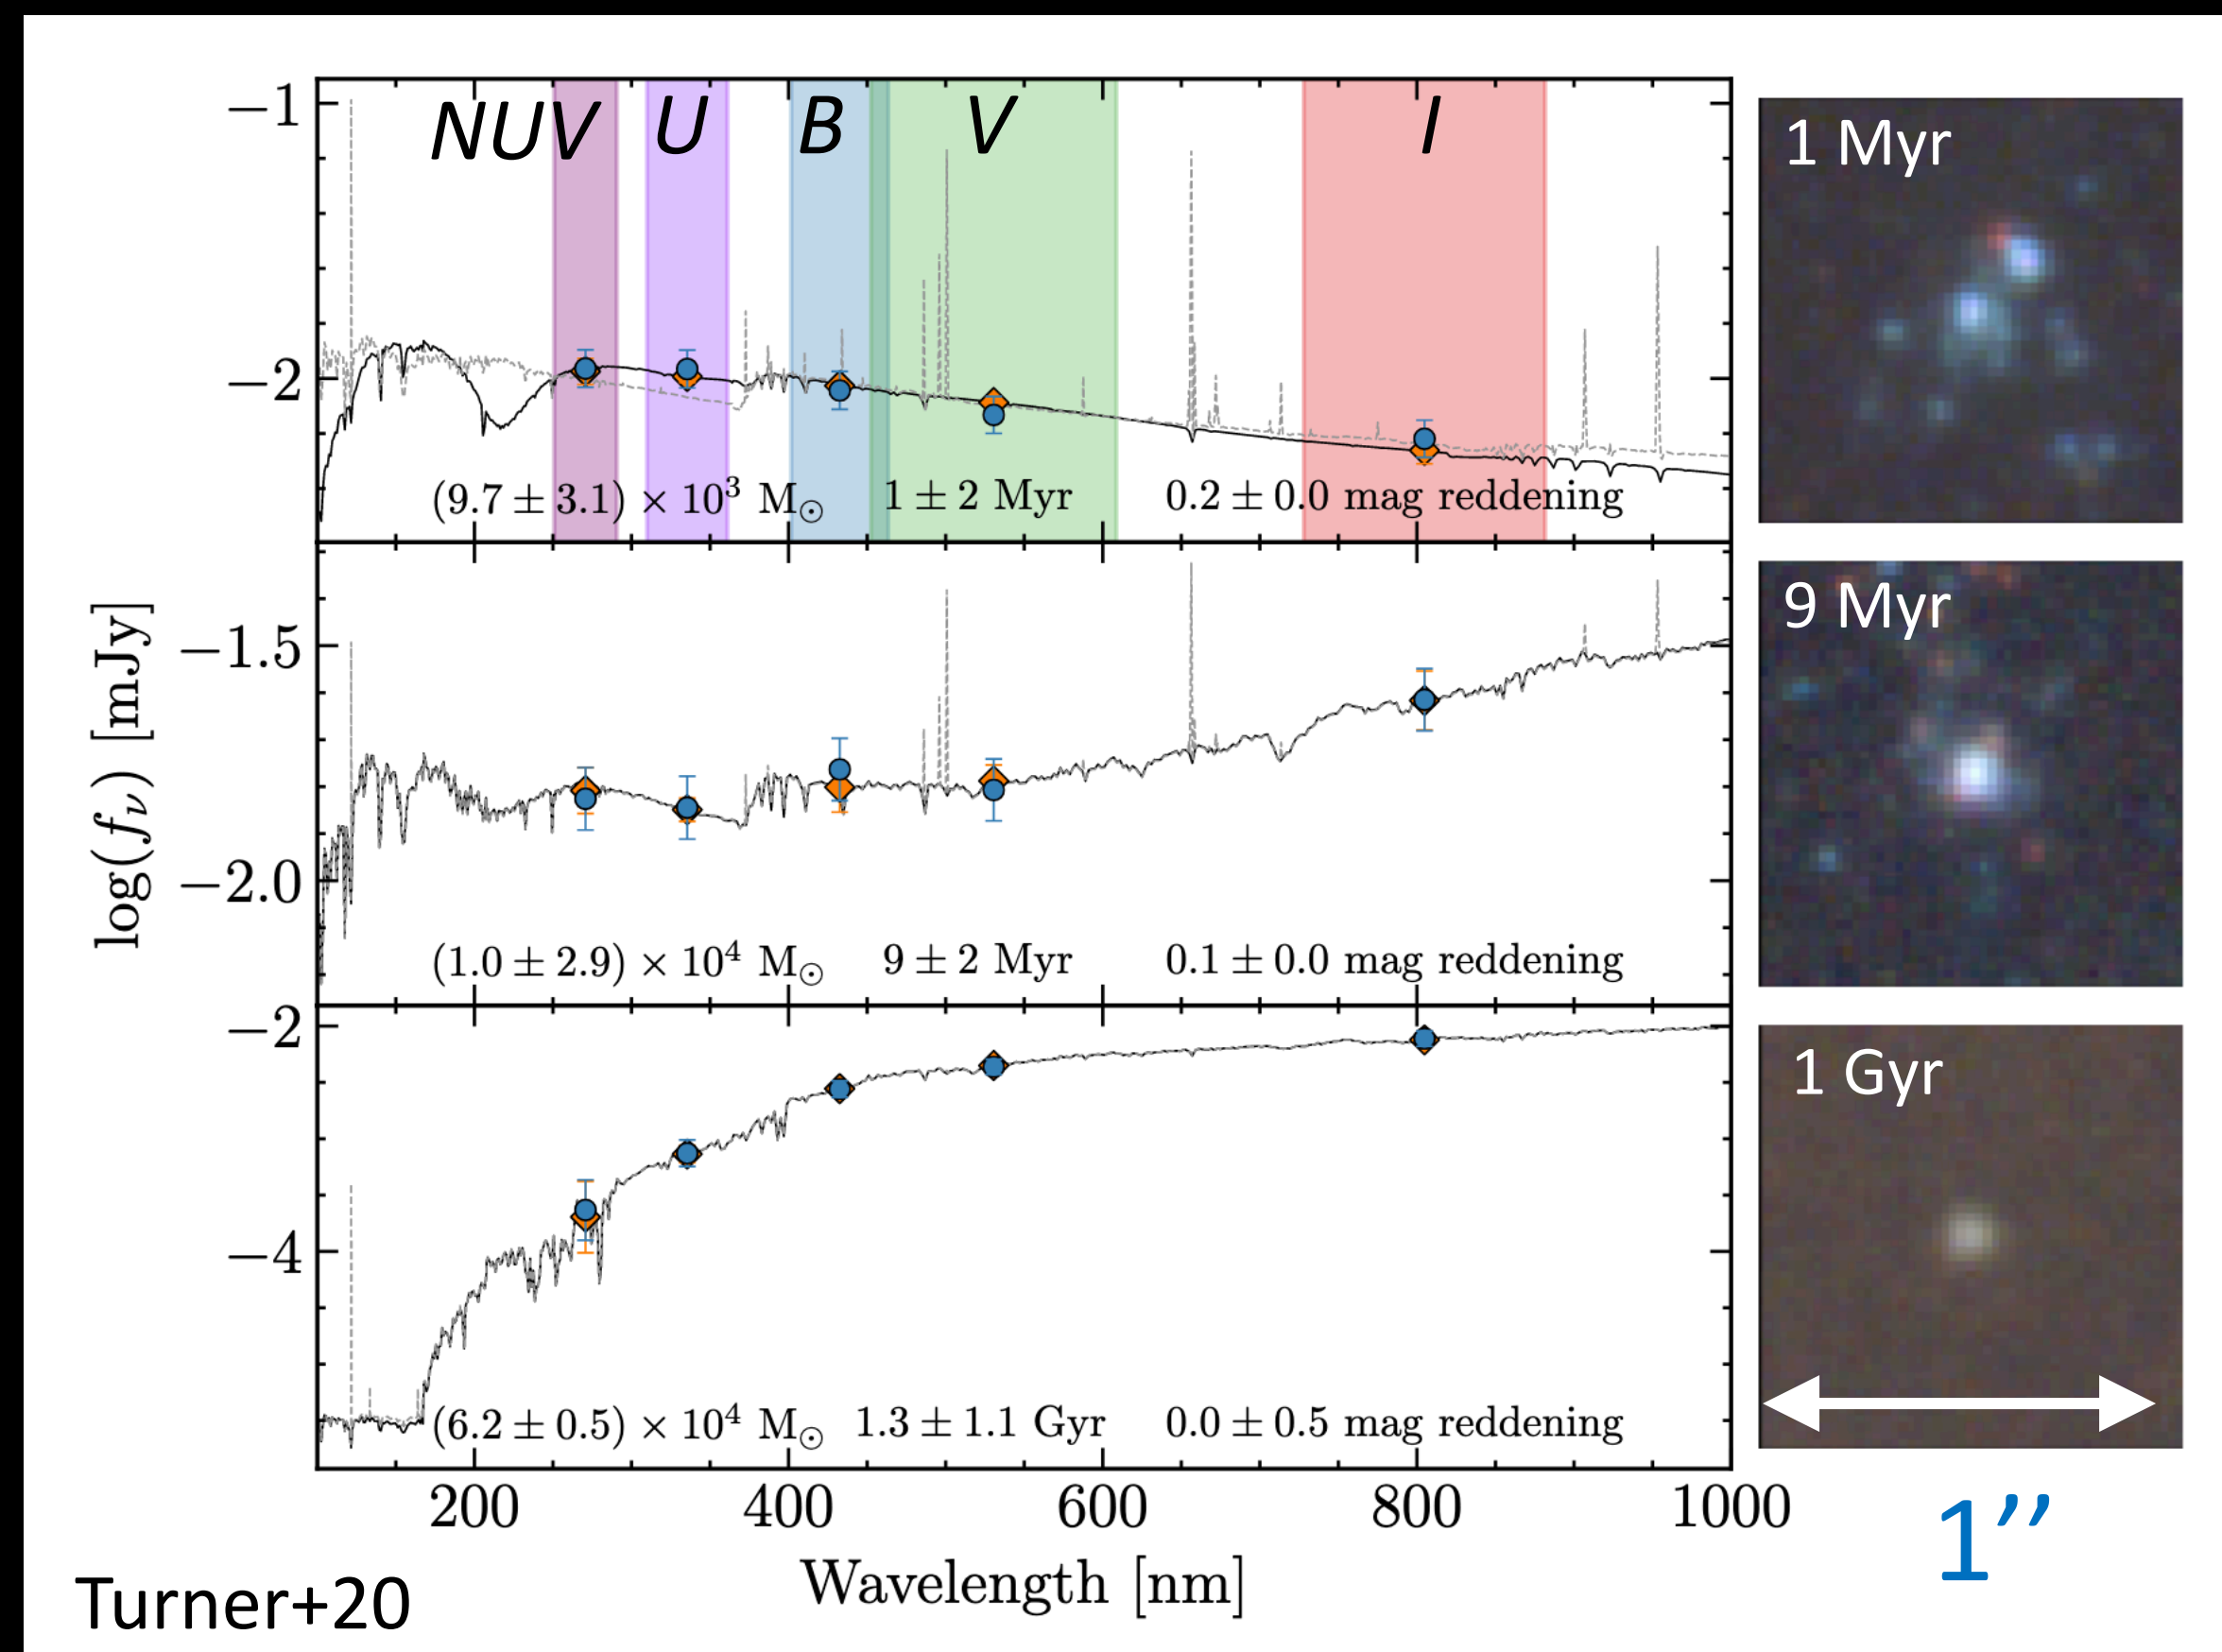 NUV U B V I
−1
−2
(9.7 ± 3.1) × 10³ M☉ 1 ± 2 Myr 0.2 ± 0.0 mag reddening
1 Myr
log(fν) [mJy]
−1.5
−2.0
(1.0 ± 2.9) × 10⁴ M☉ 9 ± 2 Myr 0.1 ± 0.0 mag reddening
9 Myr
−2
−4
(6.2 ± 0.5) × 10⁴ M☉ 1.3 ± 1.1 Gyr 0.0 ± 0.5 mag reddening
1 Gyr
200 400 600 800 1000
Wavelength [nm]
1’’
Turner+20